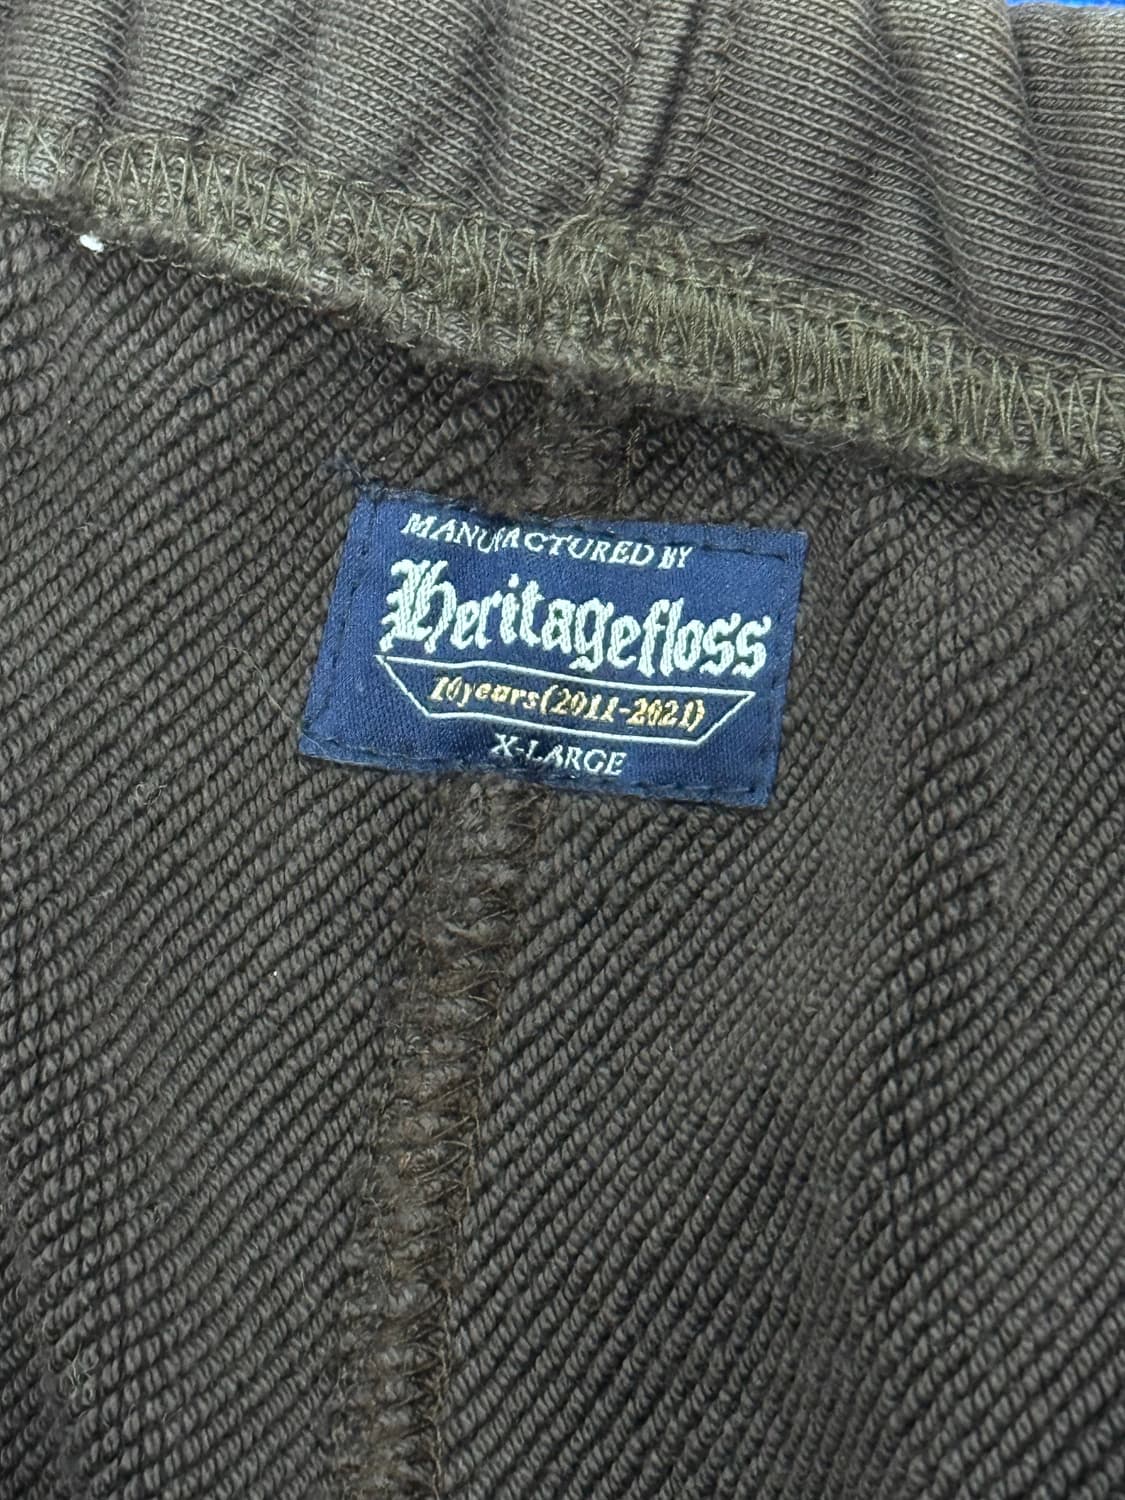 MANUFACTURED BY
Heritagefloss
10years(2011-2021)
X-LARGE